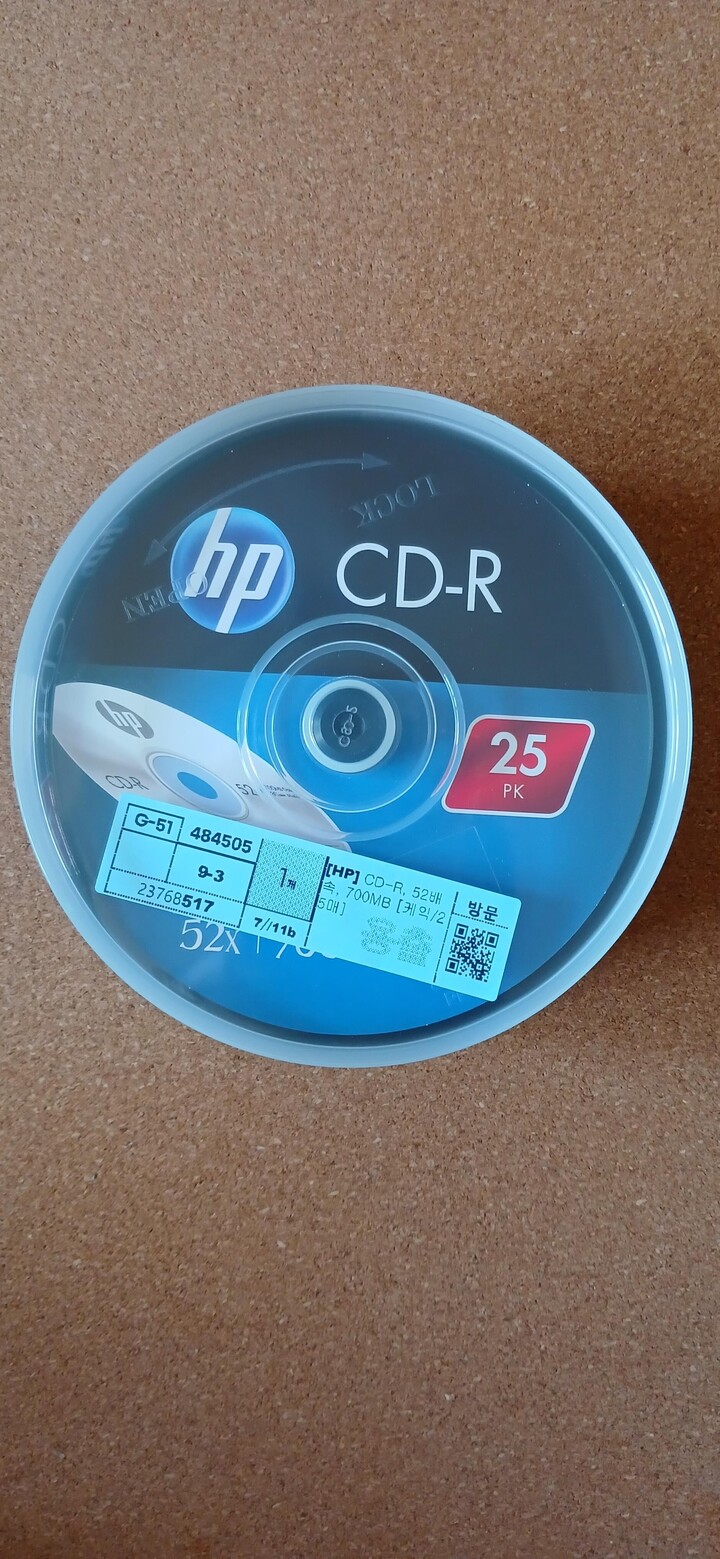 LOCK
OPEN
hp
CD-R
hp
CD-R
52
25
PK
G-51
484505
9-3
1개
23768517
7//11b
[HP] CD-R, 52배
속, 700MB [케익/2
5매]
방문
52x